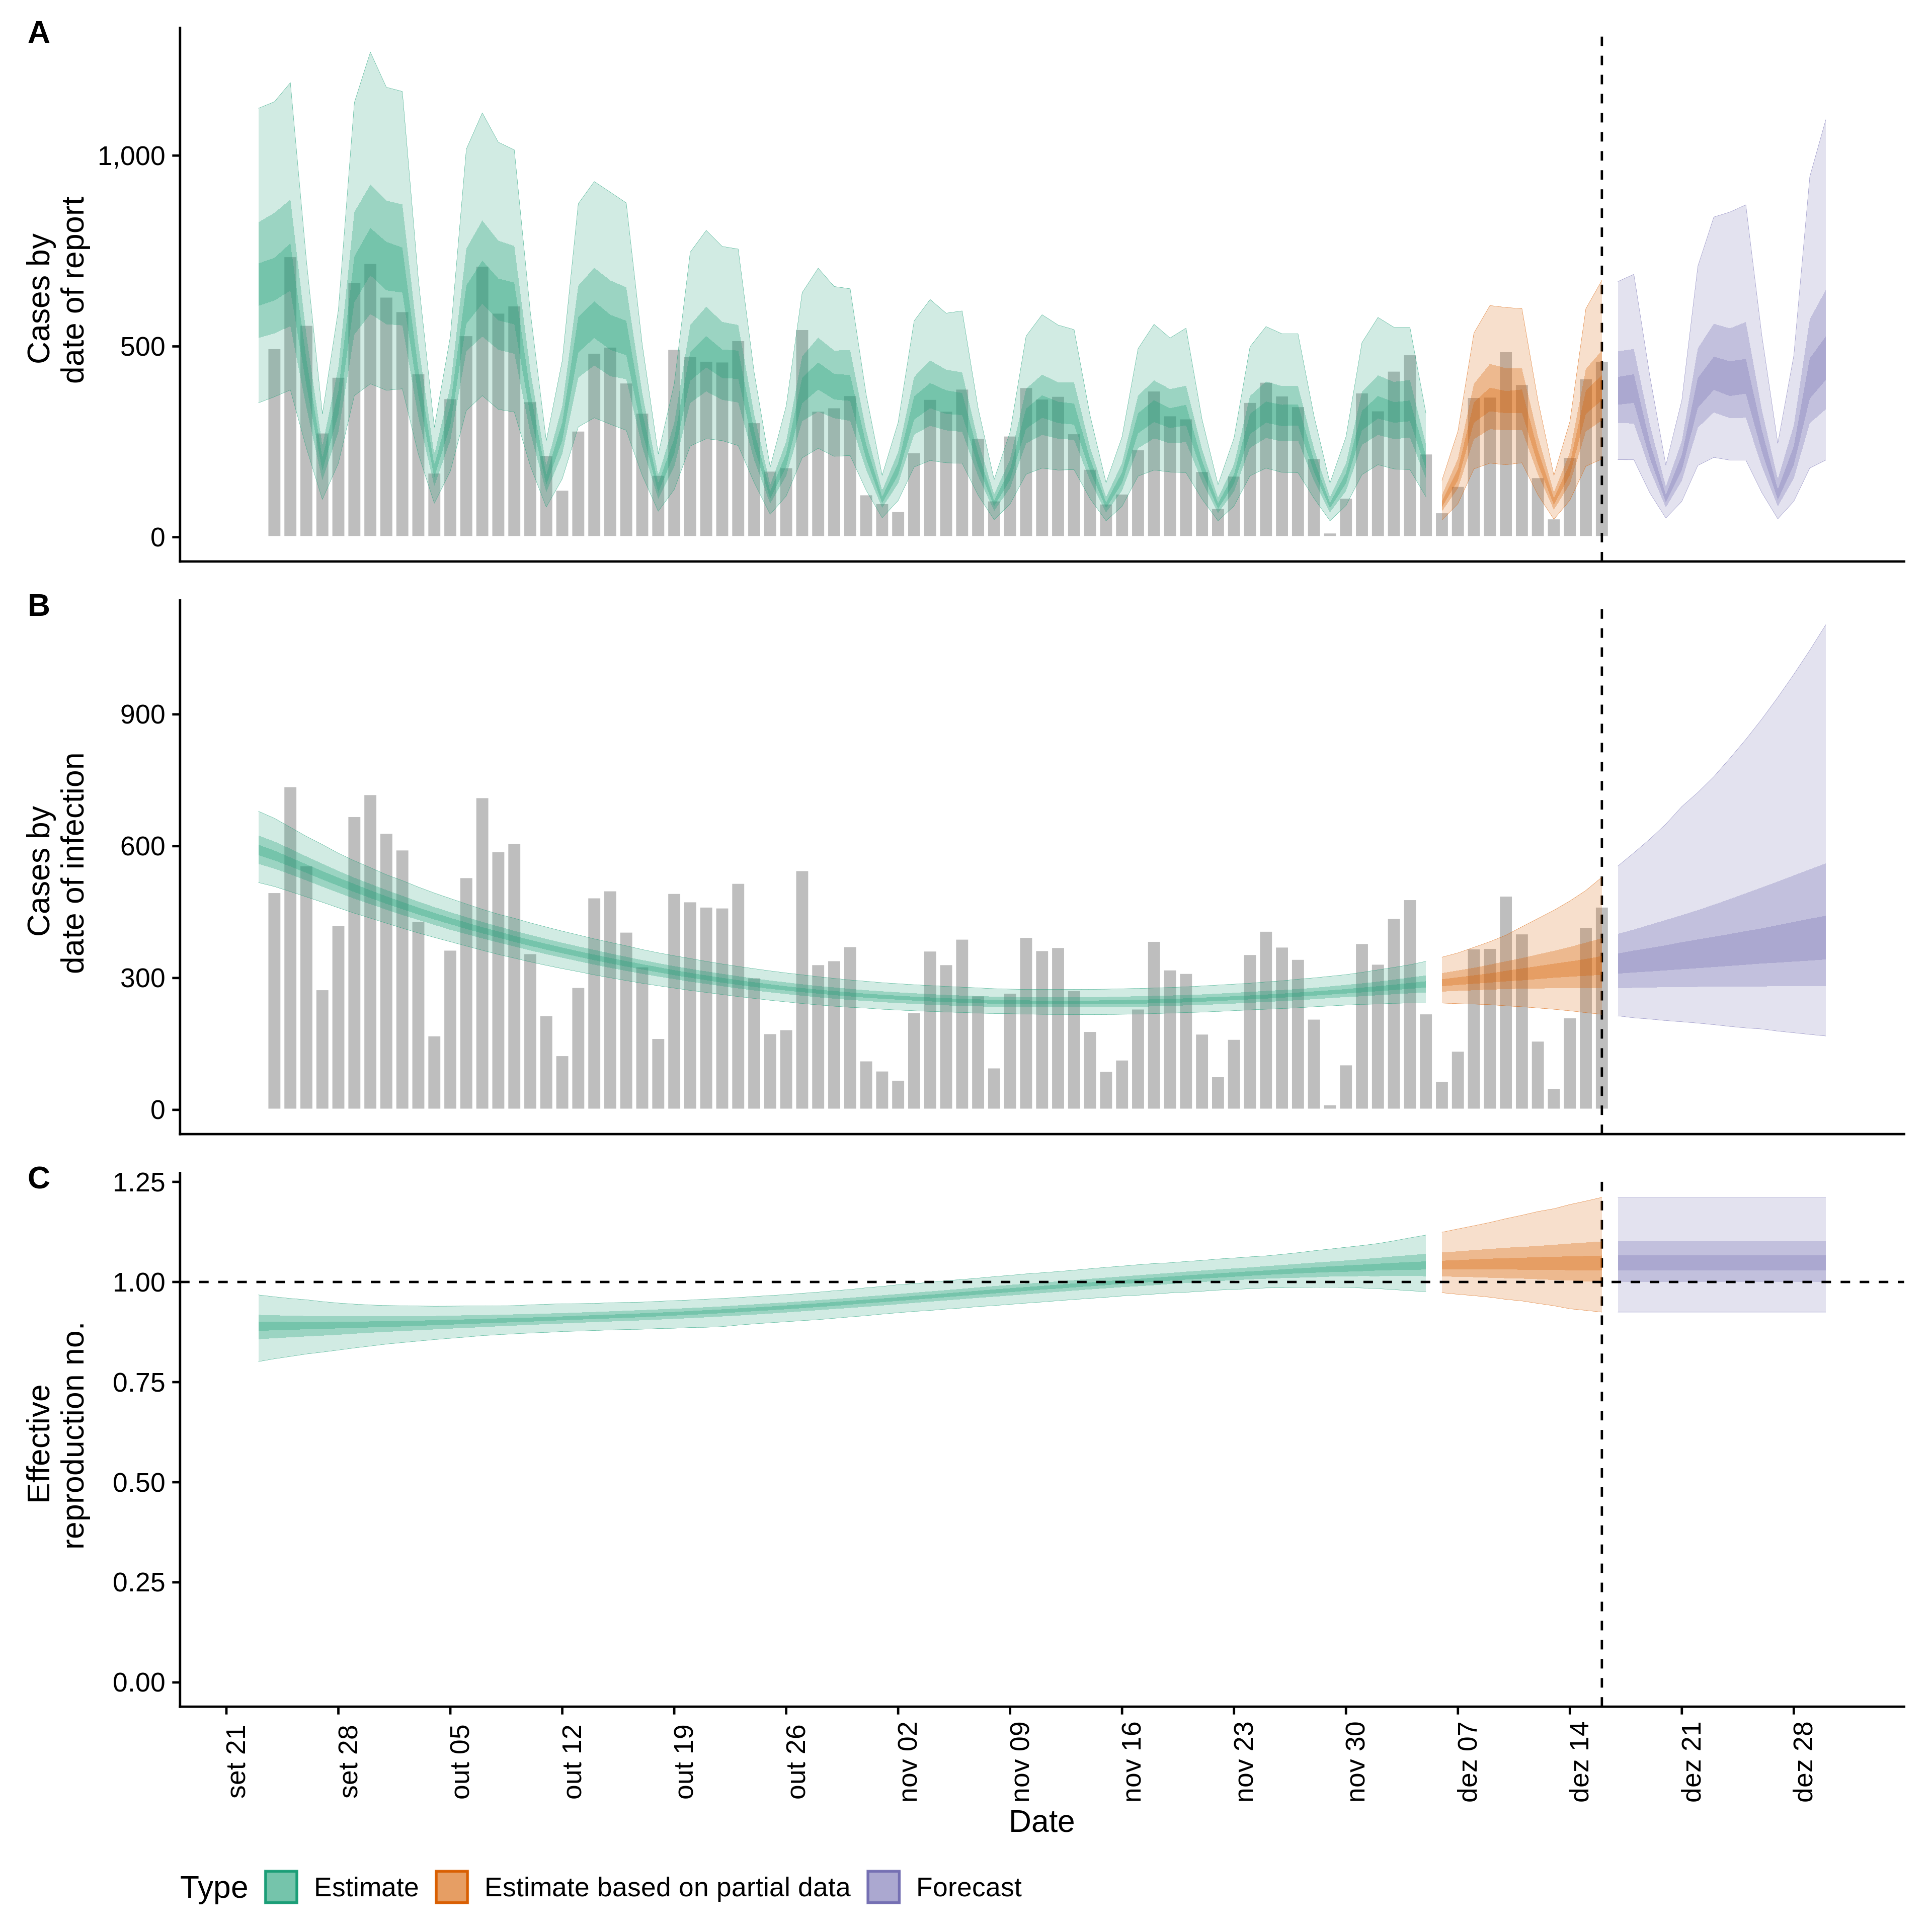 A
Cases by
date of report
1,000
500
0
B
Cases by
date of infection
900
600
300
0
C
Effective
reproduction no.
1.25
1.00
0.75
0.50
0.25
0.00
set 21
set 28
out 05
out 12
out 19
out 26
nov 02
nov 09
nov 16
nov 23
nov 30
dez 07
dez 14
dez 21
dez 28
Date
Type Estimate Estimate based on partial data Forecast